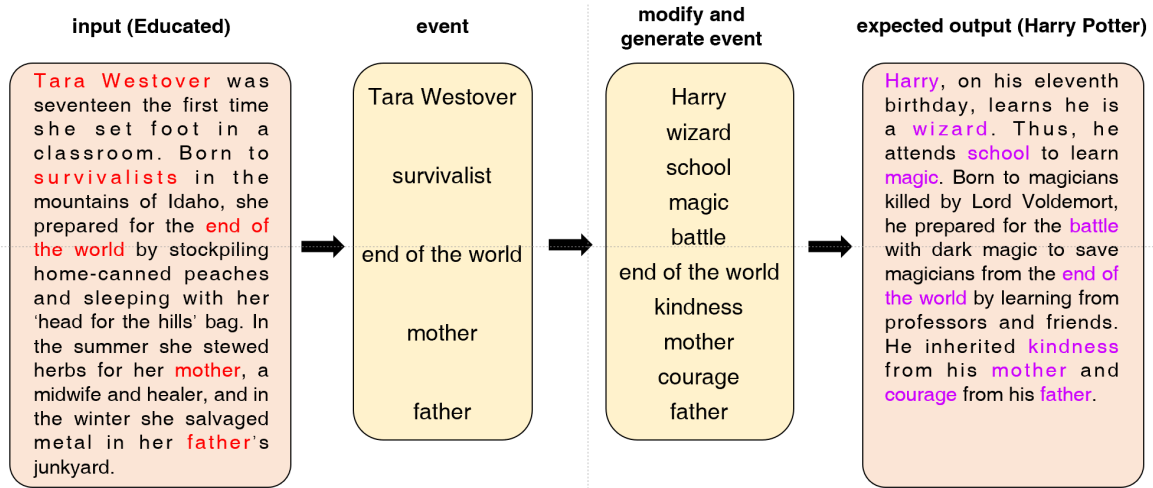 input (Educated)
Tara Westover was
seventeen the first time
she set foot in a
classroom. Born to
survivalists in the
mountains of Idaho, she
prepared for the end of
the world by stockpiling
home-canned peaches
and sleeping with her
‘head for the hills’ bag. In
the summer she stewed
herbs for her mother, a
midwife and healer, and in
the winter she salvaged
metal in her father’s
junkyard.
event
Tara Westover
survivalist
end of the world
mother
father
modify and
generate event
Harry
wizard
school
magic
battle
end of the world
kindness
mother
courage
father
expected output (Harry Potter)
Harry, on his eleventh
birthday, learns he is
a wizard. Thus, he
attends school to learn
magic. Born to magicians
killed by Lord Voldemort,
he prepared for the battle
with dark magic to save
magicians from the end of
the world by learning from
professors and friends.
He inherited kindness
from his mother and
courage from his father.